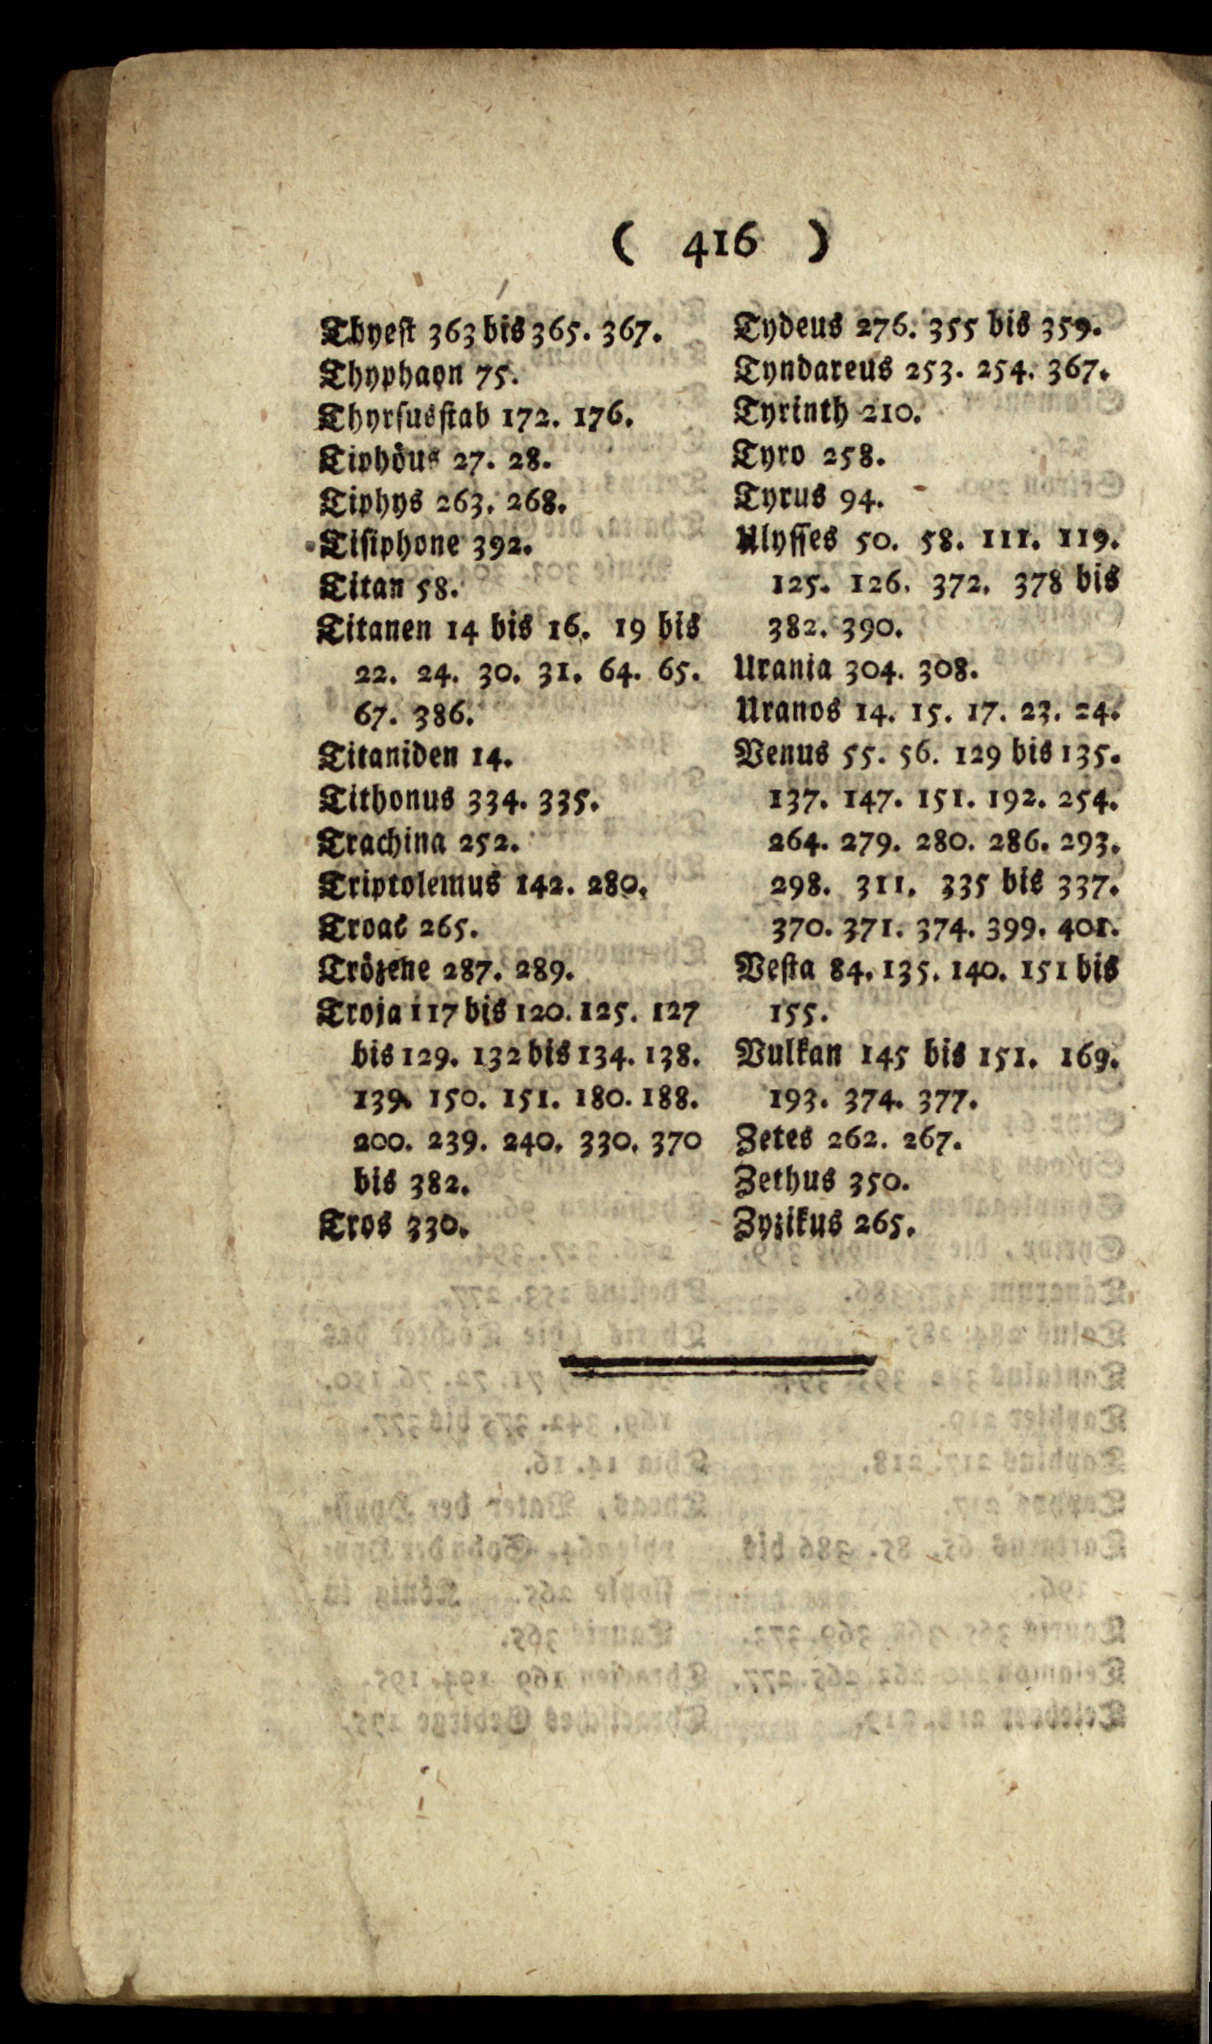 ( 416 )
Thyest 363 bis 365. 367.
Thyphaon 75.
Thyrsusstab 172. 176.
Tiphöus 27. 28.
Tiphys 263. 268.
Tisiphone 392.
Titan 58.
Titanen 14 bis 16. 19 bis
22. 24. 30. 31. 64. 65.
67. 386.
Titaniden 14.
Tithonus 334. 335.
Trachina 252.
Triptolemus 142. 280.
Troas 265.
Trözene 287. 289.
Troja 117 bis 120. 125. 127
bis 129. 132 bis 134. 138.
139. 150. 151. 180. 188.
200. 239. 240. 330. 370
bis 382.
Tros 330.
Tydeus 276. 355 bis 359.
Tyndareus 253. 254. 367.
Tyrinth 210.
Tyro 258.
Tyrus 94.
Ulysses 50. 58. 111. 119.
125. 126. 372. 378 bis
382. 390.
Urania 304. 308.
Uranos 14. 15. 17. 23. 24.
Venus 55. 56. 129 bis 135.
137. 147. 151. 192. 254.
264. 279. 280. 286. 293.
298. 311. 335 bis 337.
370. 371. 374. 399. 401.
Vesta 84. 135. 140. 151 bis
155.
Vulkan 145 bis 151. 169.
193. 374. 377.
Zetes 262. 267.
Zethus 350.
Zyzikus 265.